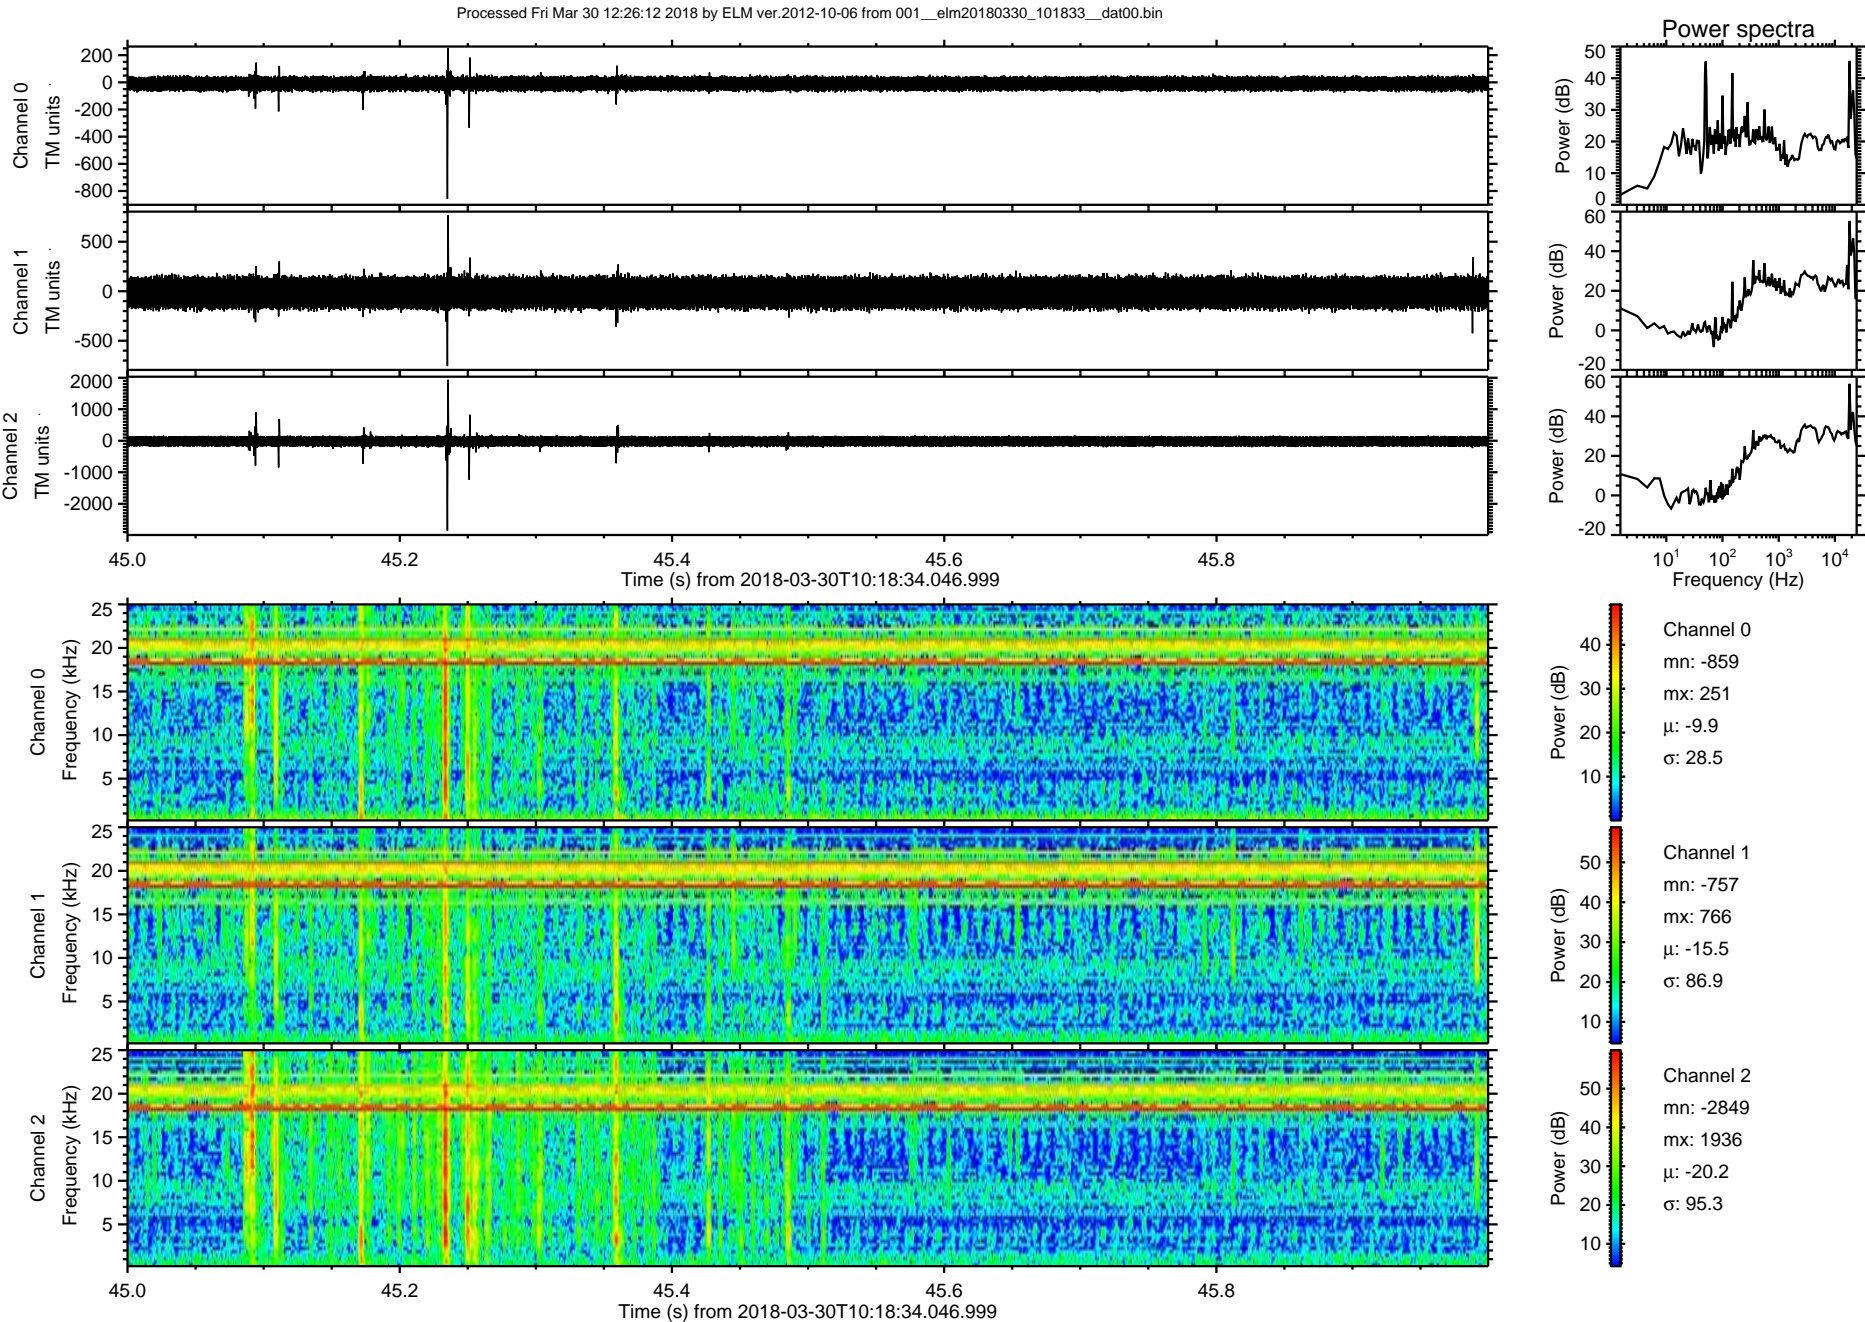 Processed Fri Mar 30 12:26:12 2018 by ELM ver.2012-10-06 from 001__elm20180330_101833__dat00.bin
Power spectra
Channel 0
TM units
200
0
-200
-400
-600
-800
Power (dB)
50
40
30
20
10
0
Channel 1
TM units
500
0
-500
Power (dB)
60
40
20
0
-20
Channel 2
TM units
2000
1000
0
-1000
-2000
Power (dB)
60
40
20
0
-20
45.0 45.2 45.4 45.6 45.8
Time (s) from 2018-03-30T10:18:34.046.999
10¹ 10² 10³ 10⁴
Frequency (Hz)
Channel 0
Frequency (kHz)
25
20
15
10
5
Power (dB)
40
30
20
10
Channel 0
mn: -859
mx: 251
μ: -9.9
σ: 28.5
Channel 1
Frequency (kHz)
25
20
15
10
5
Power (dB)
50
40
30
20
10
Channel 1
mn: -757
mx: 766
μ: -15.5
σ: 86.9
Channel 2
Frequency (kHz)
25
20
15
10
5
Power (dB)
50
40
30
20
10
Channel 2
mn: -2849
mx: 1936
μ: -20.2
σ: 95.3
45.0 45.2 45.4 45.6 45.8
Time (s) from 2018-03-30T10:18:34.046.999